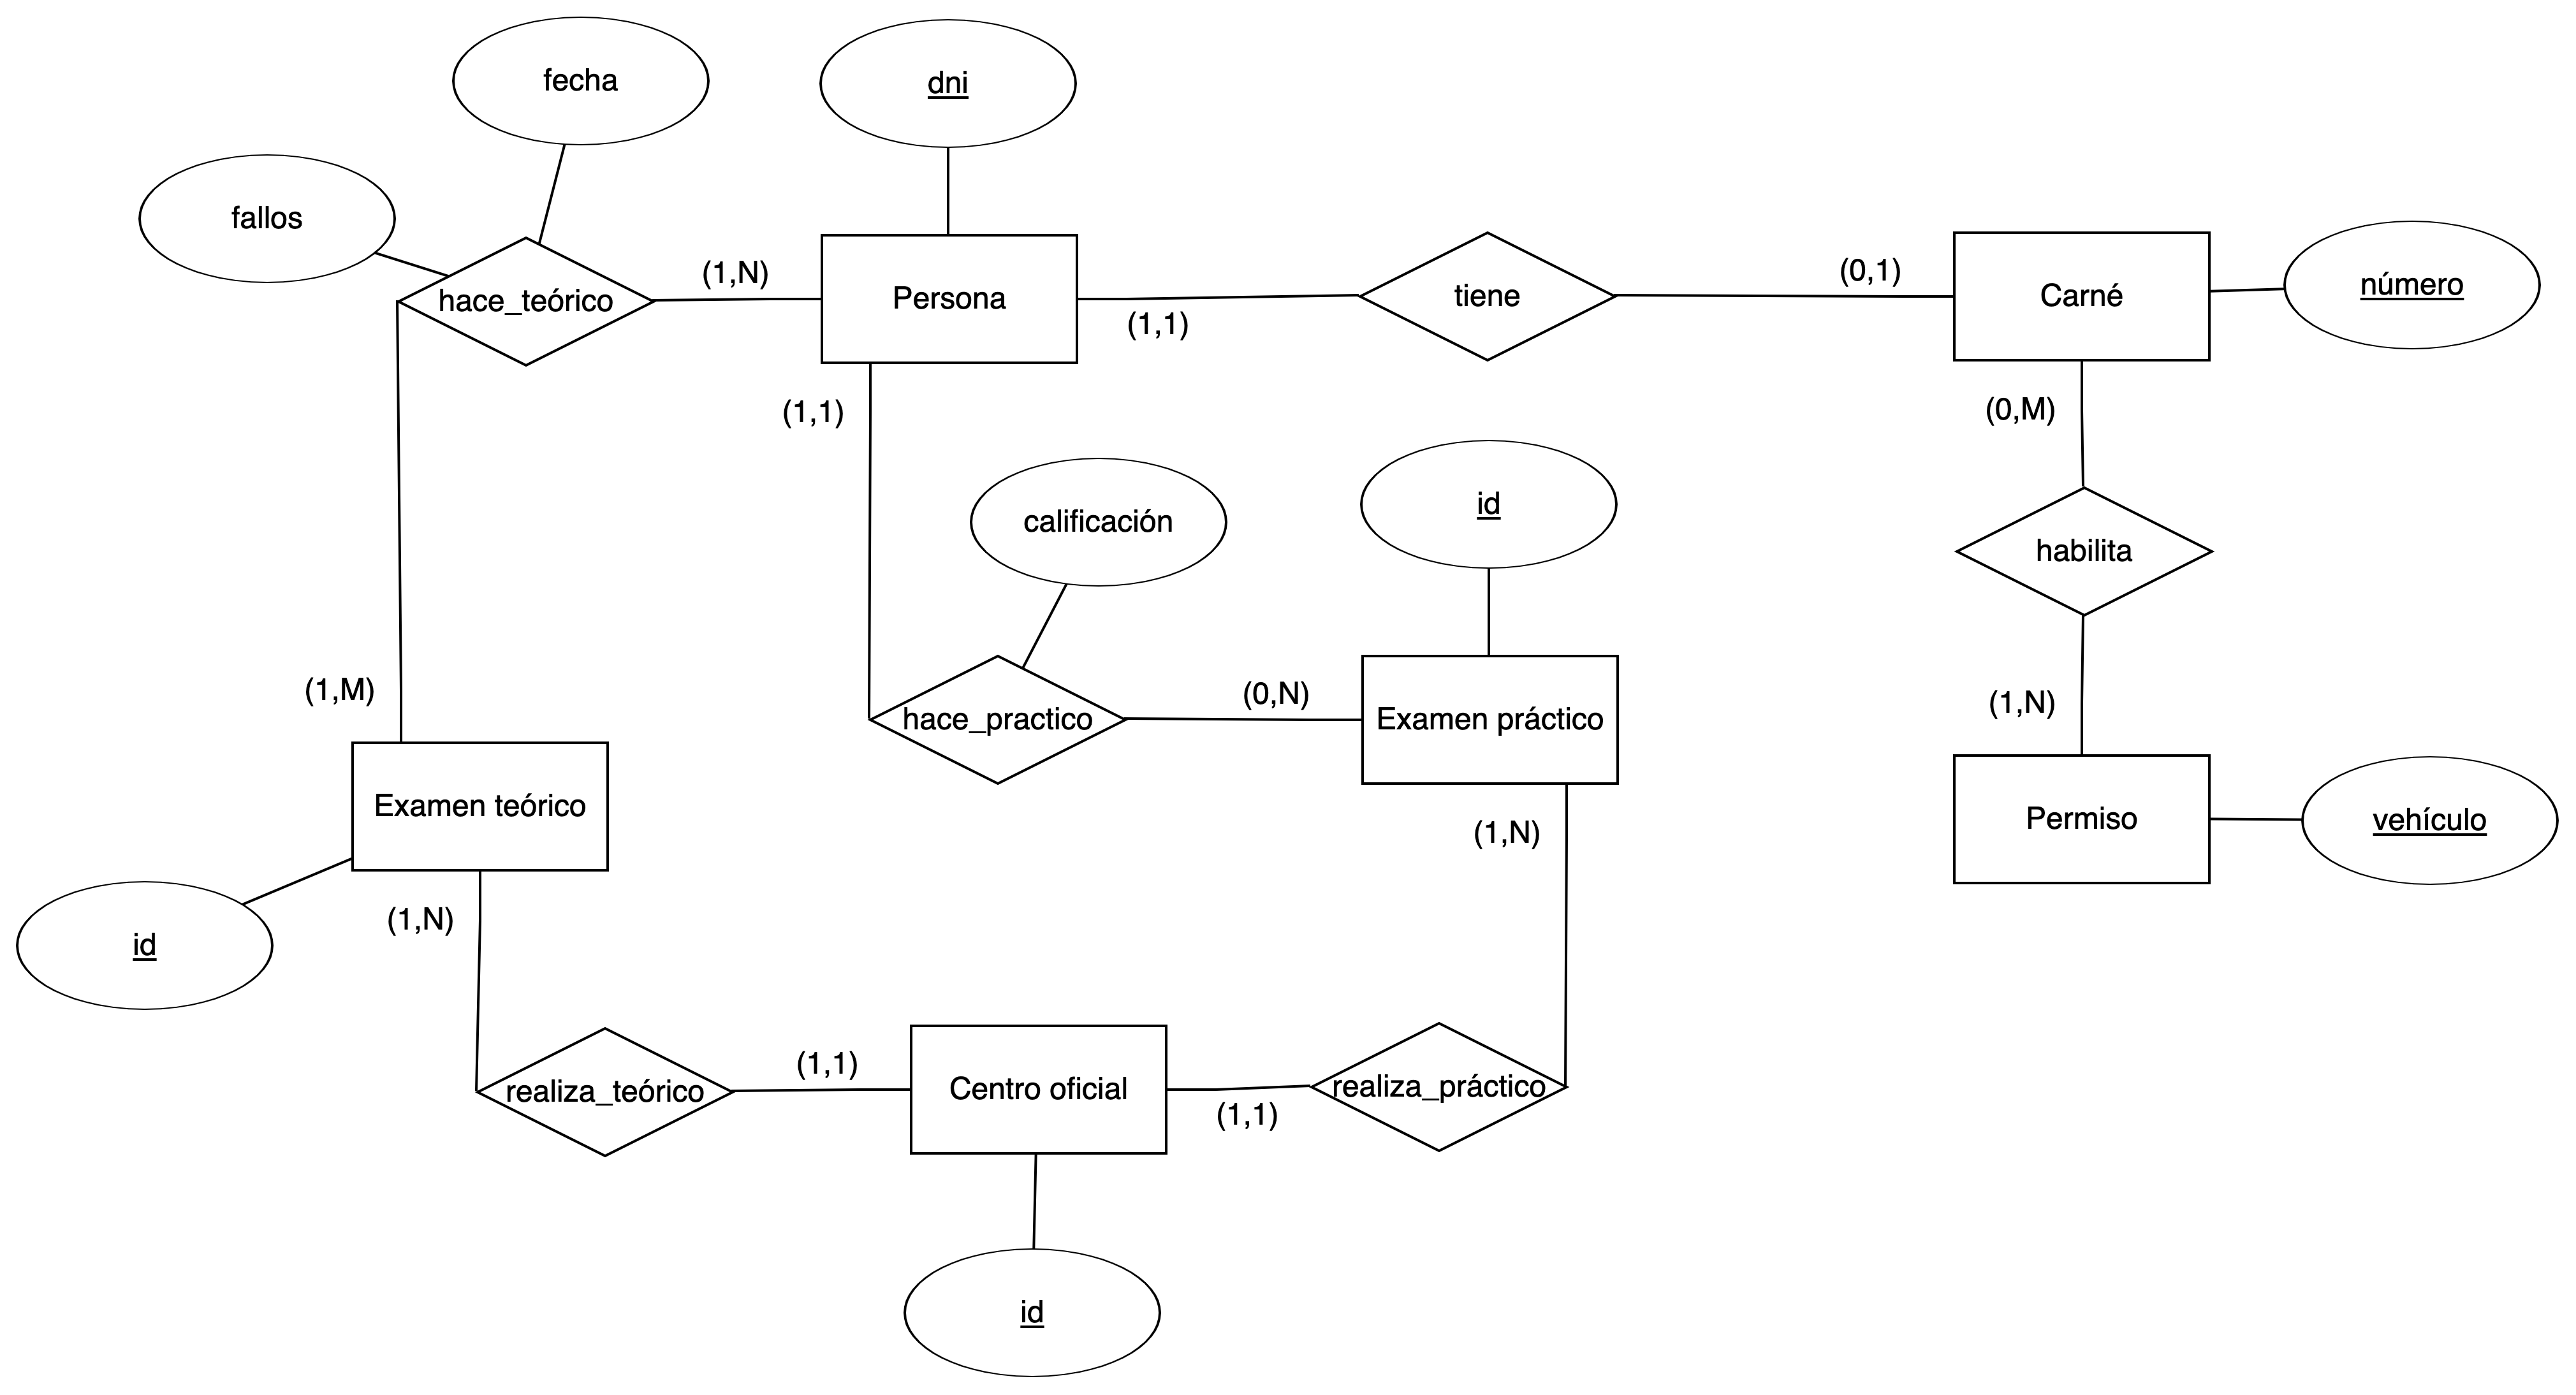 fecha
dni
fallos
(1,N)
hace_teórico
Persona
(1,1)
tiene
(0,1)
Carné
número
(1,1)
(0,M)
calificación
id
habilita
(1,M)
hace_practico
(0,N)
Examen práctico
(1,N)
Examen teórico
(1,N)
Permiso
vehículo
id
(1,N)
realiza_teórico
(1,1)
Centro oficial
(1,1)
realiza_práctico
id